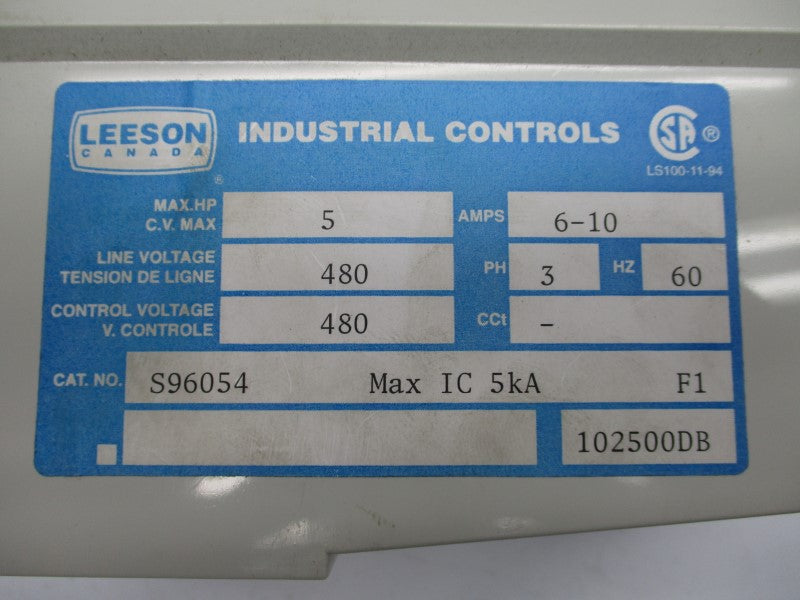 LEESON
CANADA
®
INDUSTRIAL CONTROLS
SA ®
LS100-11-94
MAX.HP
C.V. MAX
5
AMPS
6-10
LINE VOLTAGE
TENSION DE LIGNE
480
PH
3
HZ
60
CONTROL VOLTAGE
V. CONTROLE
480
CCt
-
CAT. NO.
S96054 Max IC 5kA F1
102500DB